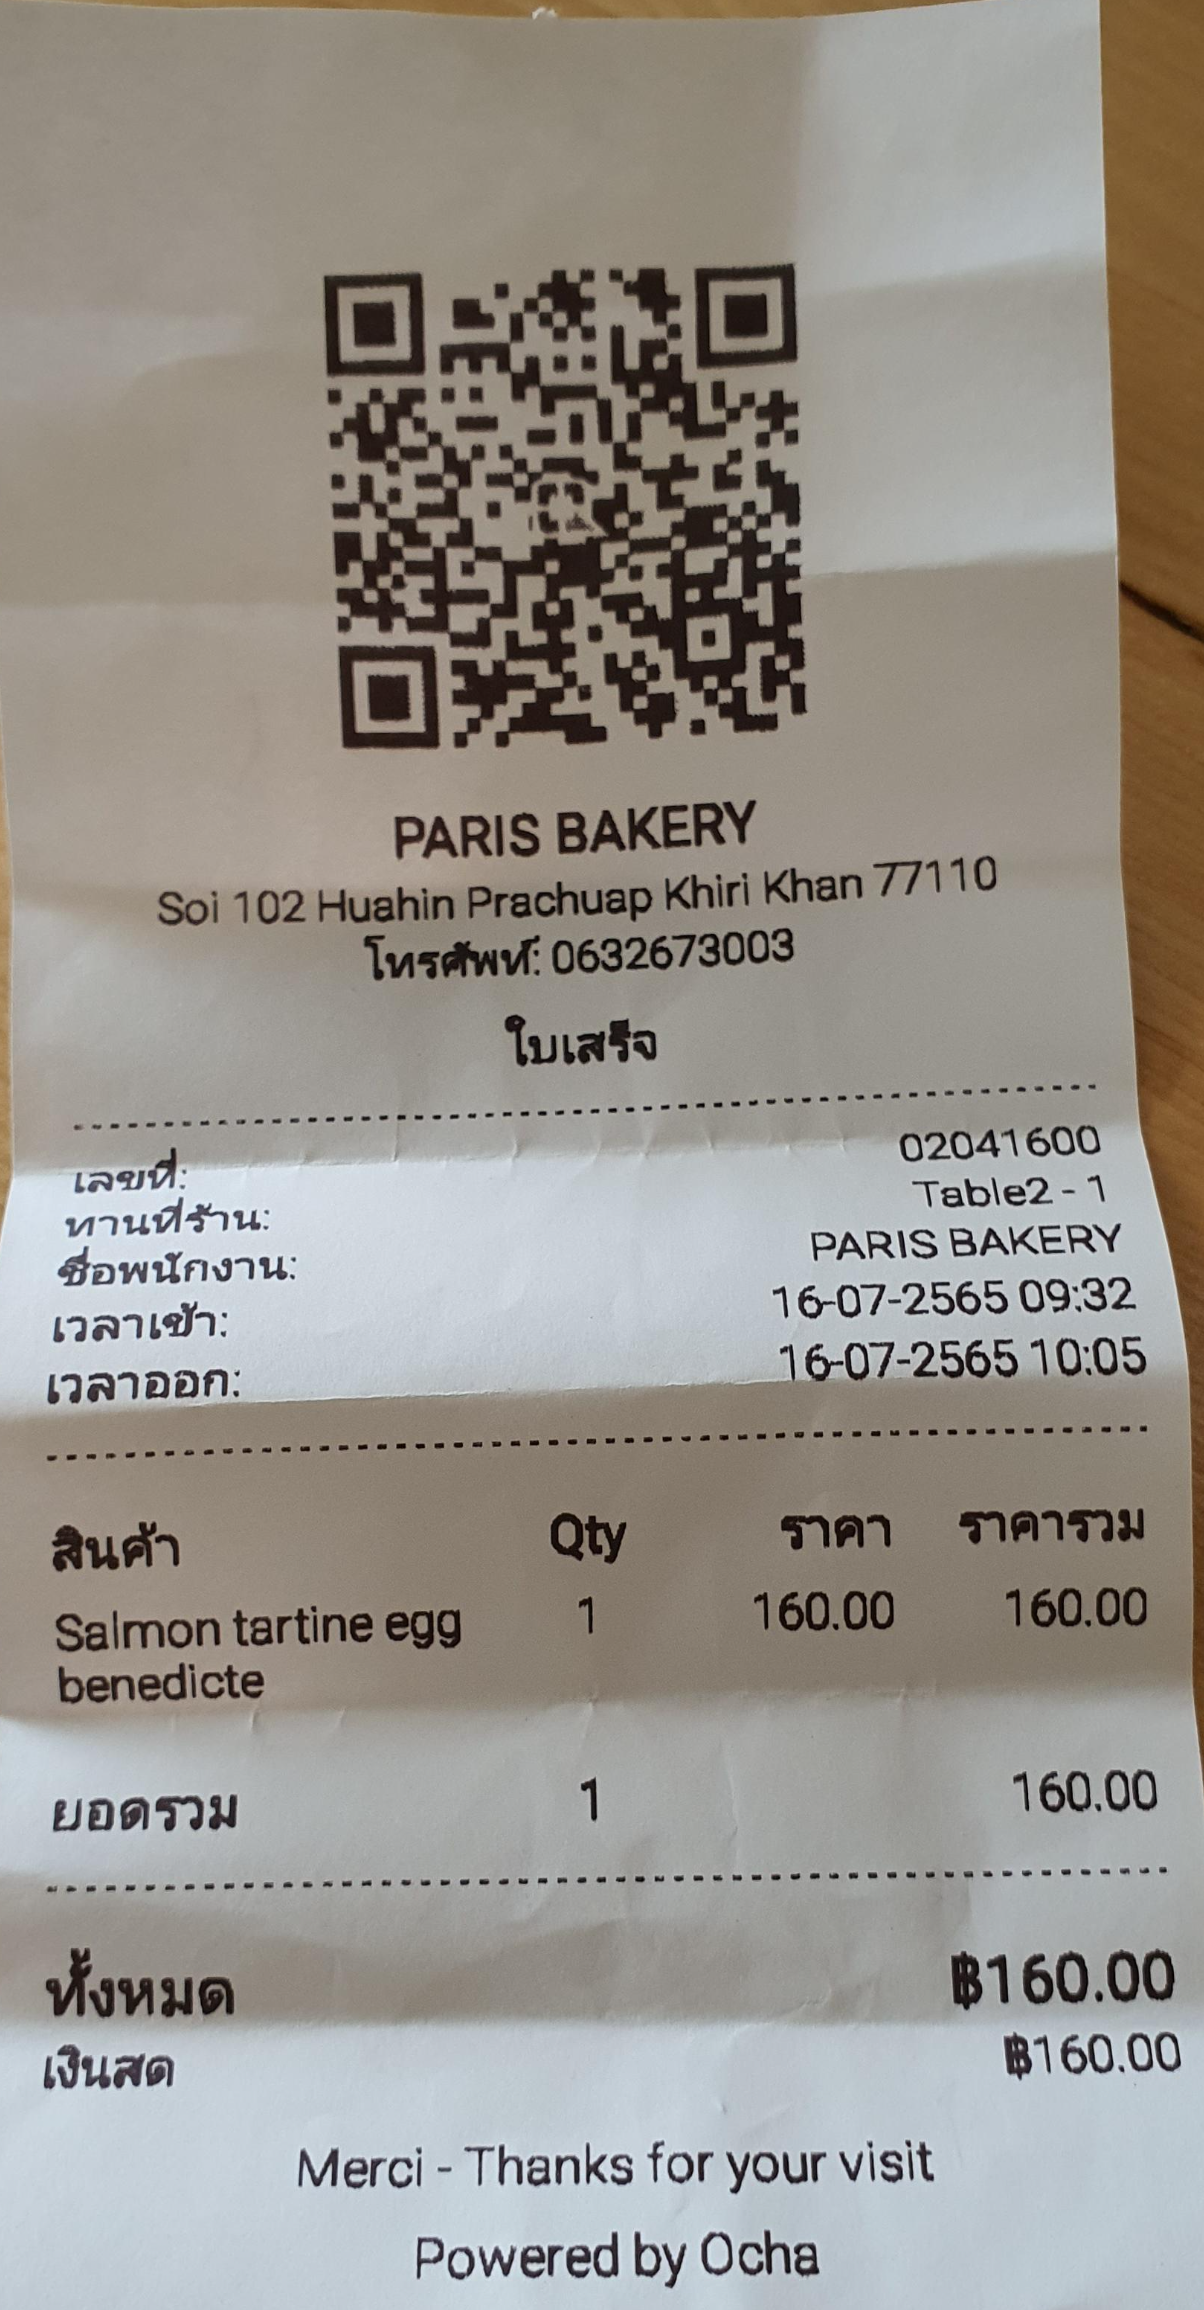 PARIS BAKERY
Soi 102 Huahin Prachuap Khiri Khan 77110
โทรศัพท์: 0632673003
ใบเสร็จ
เลขที่: 02041600
ทานที่ร้าน: Table2 - 1
ชื่อพนักงาน: PARIS BAKERY
เวลาเข้า: 16-07-2565 09:32
เวลาออก: 16-07-2565 10:05
สินค้า Qty ราคา ราคารวม
Salmon tartine egg 1 160.00 160.00
benedicte
ยอดรวม 1 160.00
ทั้งหมด ฿160.00
เงินสด ฿160.00
Merci - Thanks for your visit
Powered by Ocha